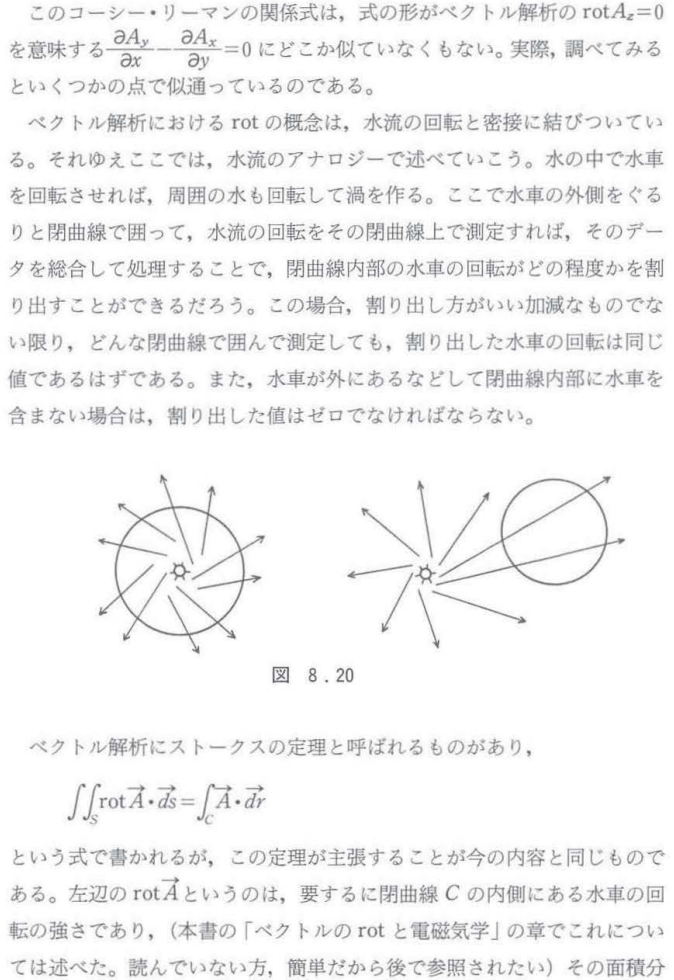 このコーシー・リーマンの関係式は，式の形がベクトル解析の rotA_z=0
を意味する ∂A_y/∂x − ∂A_x/∂y =0 にどこか似ていなくもない。実際，調べてみる
といくつかの点で似通っているのである。
ベクトル解析における rot の概念は，水流の回転と密接に結びついてい
る。それゆえここでは，水流のアナロジーで述べていこう。水の中で水車
を回転させれば，周囲の水も回転して渦を作る。ここで水車の外側をぐる
りと閉曲線で囲って，水流の回転をその閉曲線上で測定すれば，そのデー
タを総合して処理することで，閉曲線内部の水車の回転がどの程度かを割
り出すことができるだろう。この場合，割り出し方がいい加減なものでな
い限り，どんな閉曲線で囲んで測定しても，割り出した水車の回転は同じ
値であるはずである。また，水車が外にあるなどして閉曲線内部に水車を
含まない場合は，割り出した値はゼロでなければならない。
図 8.20
ベクトル解析にストークスの定理と呼ばれるものがあり，
∬_S rotA⃗・ds⃗=∫_C A⃗・dr⃗
という式で書かれるが，この定理が主張することが今の内容と同じもので
ある。左辺の rotA⃗ というのは，要するに閉曲線 C の内側にある水車の回
転の強さであり，（本書の「ベクトルの rot と電磁気学」の章でこれについ
ては述べた。読んでいない方，簡単だから後で参照されたい）その面積分